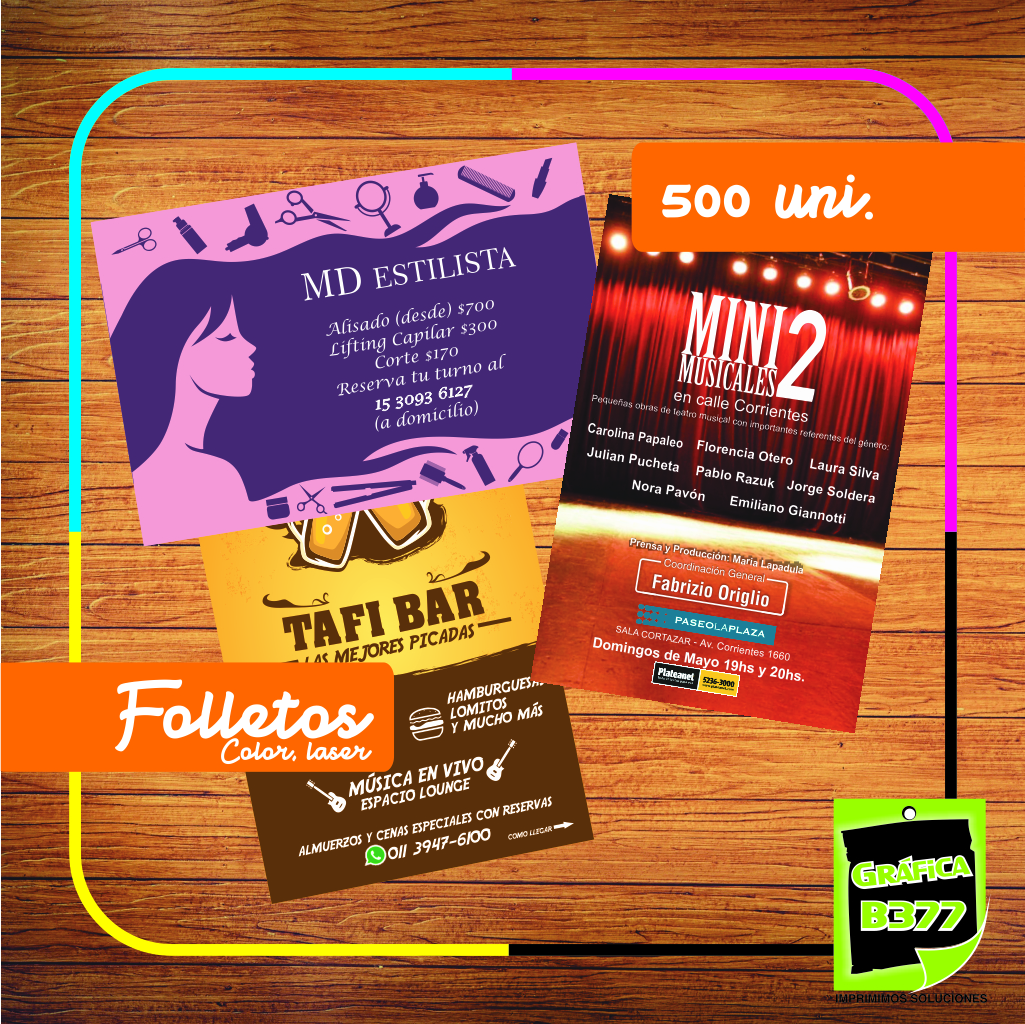 500 uni.
MD ESTILISTA
Alisado (desde) $700
Lifting Capilar $300
Corte $170
Reserva tu turno al
15 3093 6127
(a domicilio)
MINI
MUSICALES 2
en calle Corrientes
Pequeñas obras de teatro musical con importantes referentes del género:
Carolina Papaleo Florencia Otero Laura Silva
Julian Pucheta Pablo Razuk Jorge Soldera
Nora Pavón Emiliano Giannotti
Prensa y Producción: Maria Lapadula
Coordinación General
Fabrizio Origlio
PASEOLAPLAZA
SALA CORTAZAR - Av. Corrientes 1660
Domingos de Mayo 19hs y 20hs.
Plateanet 5236-3000
TAFI BAR
LAS MEJORES PICADAS
HAMBURGUESAS
LOMITOS
Y MUCHO MÁS
MÚSICA EN VIVO
ESPACIO LOUNGE
ALMUERZOS Y CENAS ESPECIALES CON RESERVAS
011 3947-6100 COMO LLEGAR
Folletos
Color, laser
GRÁFICA
B377
IMPRIMIMOS SOLUCIONES